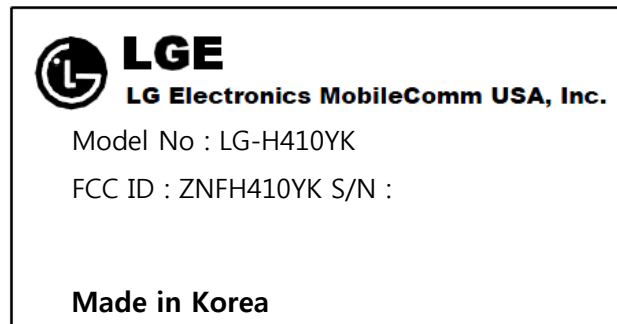 LGE
LG Electronics MobileComm USA, Inc.
Model No : LG-H410YK
FCC ID : ZNFH410YK S/N :
Made in Korea